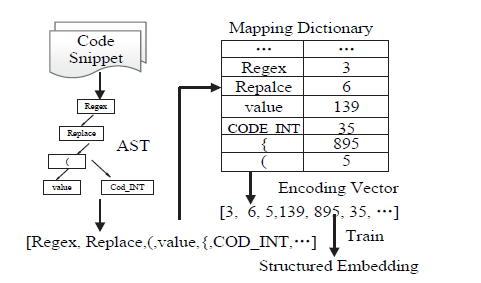 Code
Snippet
Regex
Replace
(
value
Cod_INT
AST
[Regex, Replace,(,value,{,COD_INT,⋯]
Mapping Dictionary
⋯ ⋯
Regex 3
Repalce 6
value 139
CODE_INT 35
{ 895
( 5
Encoding Vector
[3, 6, 5,139, 895, 35, ⋯]
Train
Structured Embedding